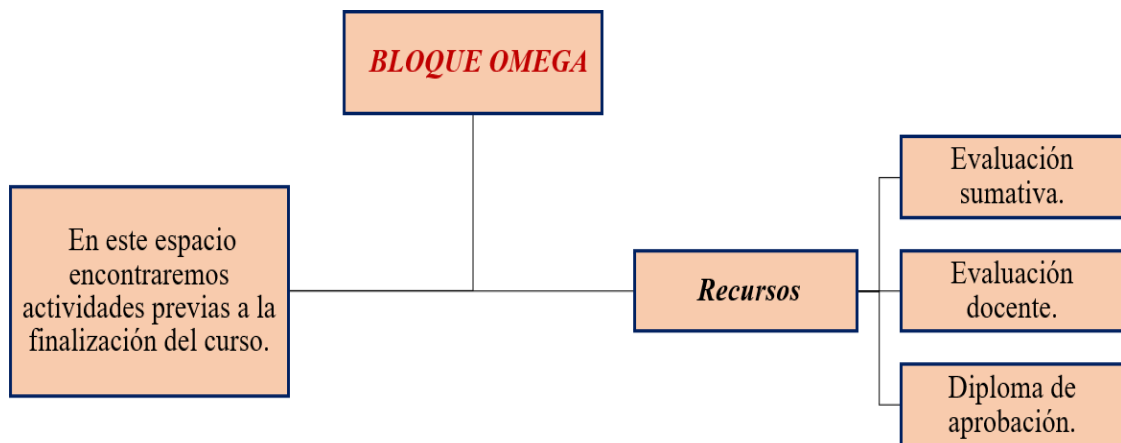 BLOQUE OMEGA
En este espacio
encontraremos
actividades previas a la
finalización del curso.
Recursos
Evaluación
sumativa.
Evaluación
docente.
Diploma de
aprobación.